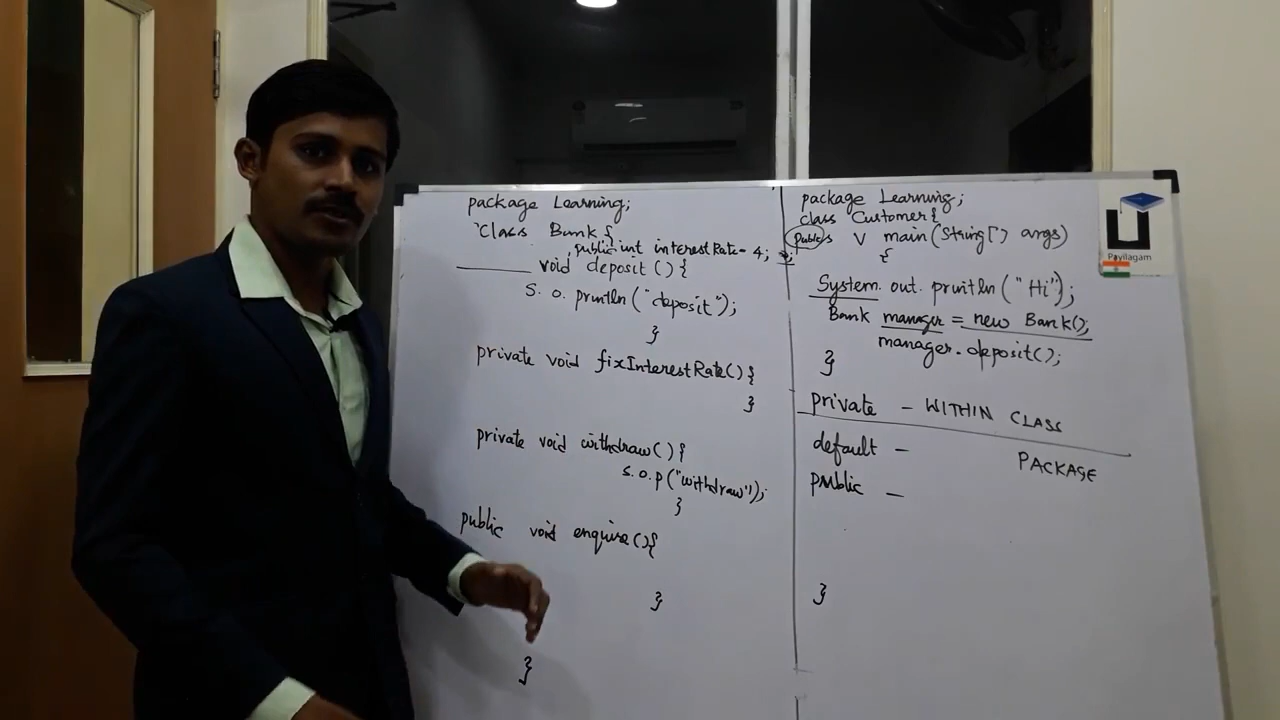 package Learning;
Class Bank {
public int interestRate = 4;
______ void deposit () {
S. o. println ("deposit");
}
private void fixInterestRate() {
}
private void withdraw() {
S.o.p ("withdraw");
}
public void enquire() {
}
}
package Learning;
class Customer {
Public s V main (String[] args)
{
System. out. println ("Hi");
Bank manager = new Bank();
manager.deposit();
}
private - WITHIN CLASS
default -
PACKAGE
public -
}
Payilagam